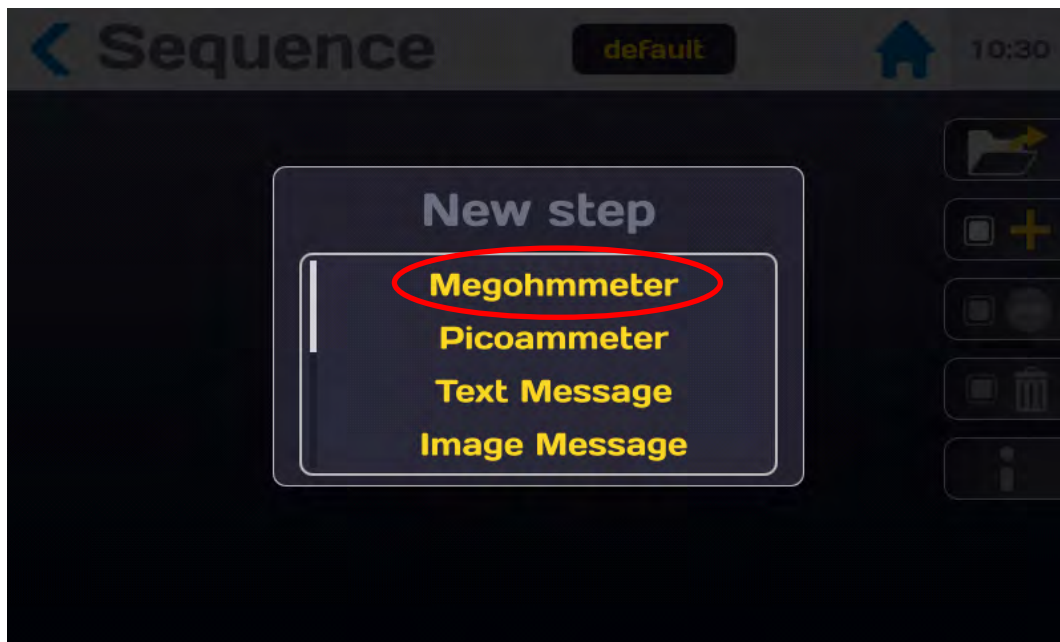 Sequence
default
10:30
New step
Megohmmeter
Picoammeter
Text Message
Image Message